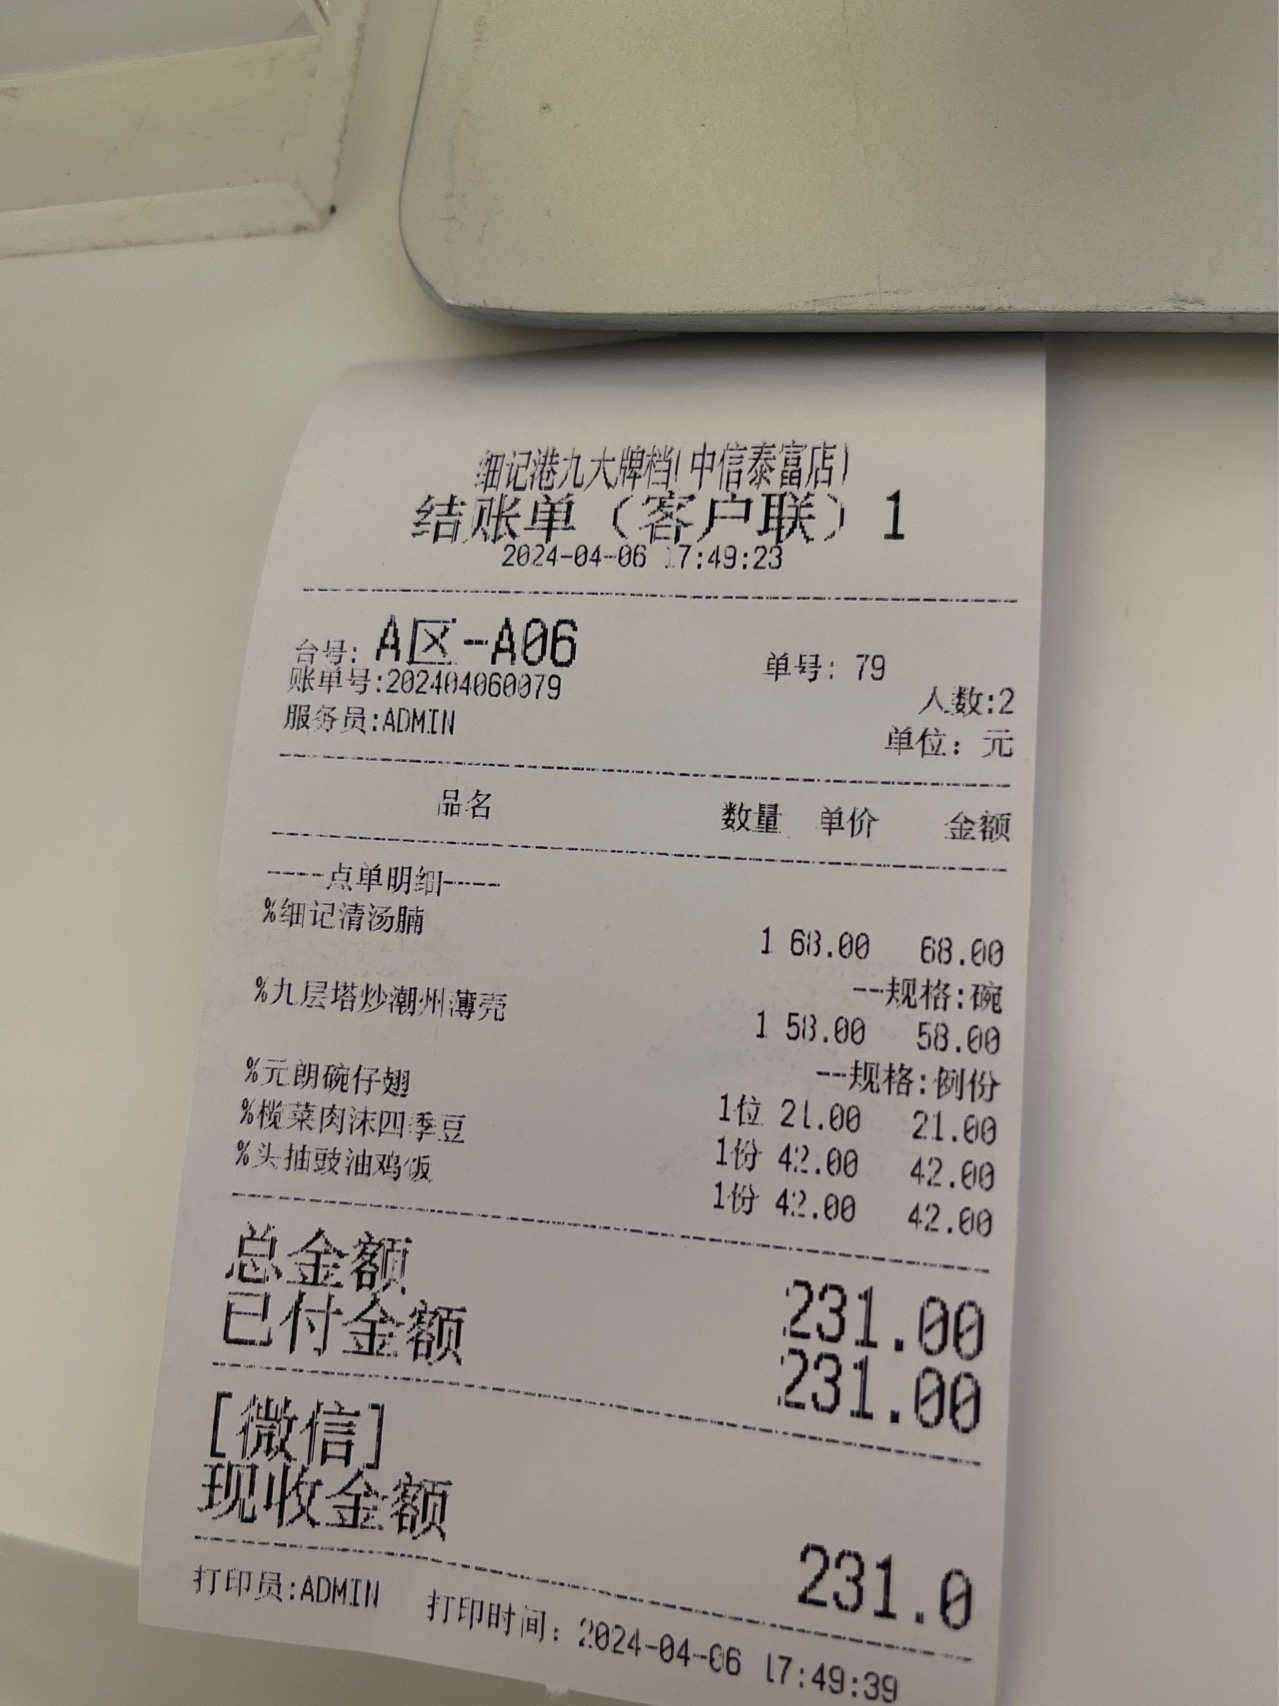 细记港九大牌档(中信泰富店)
结账单（客户联）1
2024-04-06 17:49:23
台号: A区-A06 单号: 79
账单号:202404060079 人数:2
服务员:ADMIN 单位: 元
品名 数量 单价 金额
-----点单明细-----
%细记清汤腩
1 68.00 68.00
--规格:碗
%九层塔炒潮州薄壳
1 58.00 58.00
--规格:例份
%元朗碗仔翅 1位 21.00 21.00
%榄菜肉沫四季豆 1份 42.00 42.00
%头抽豉油鸡饭 1份 42.00 42.00
总金额 231.00
已付金额 231.00
[微信]
现收金额 231.0
打印员:ADMIN 打印时间: 2024-04-06 17:49:39